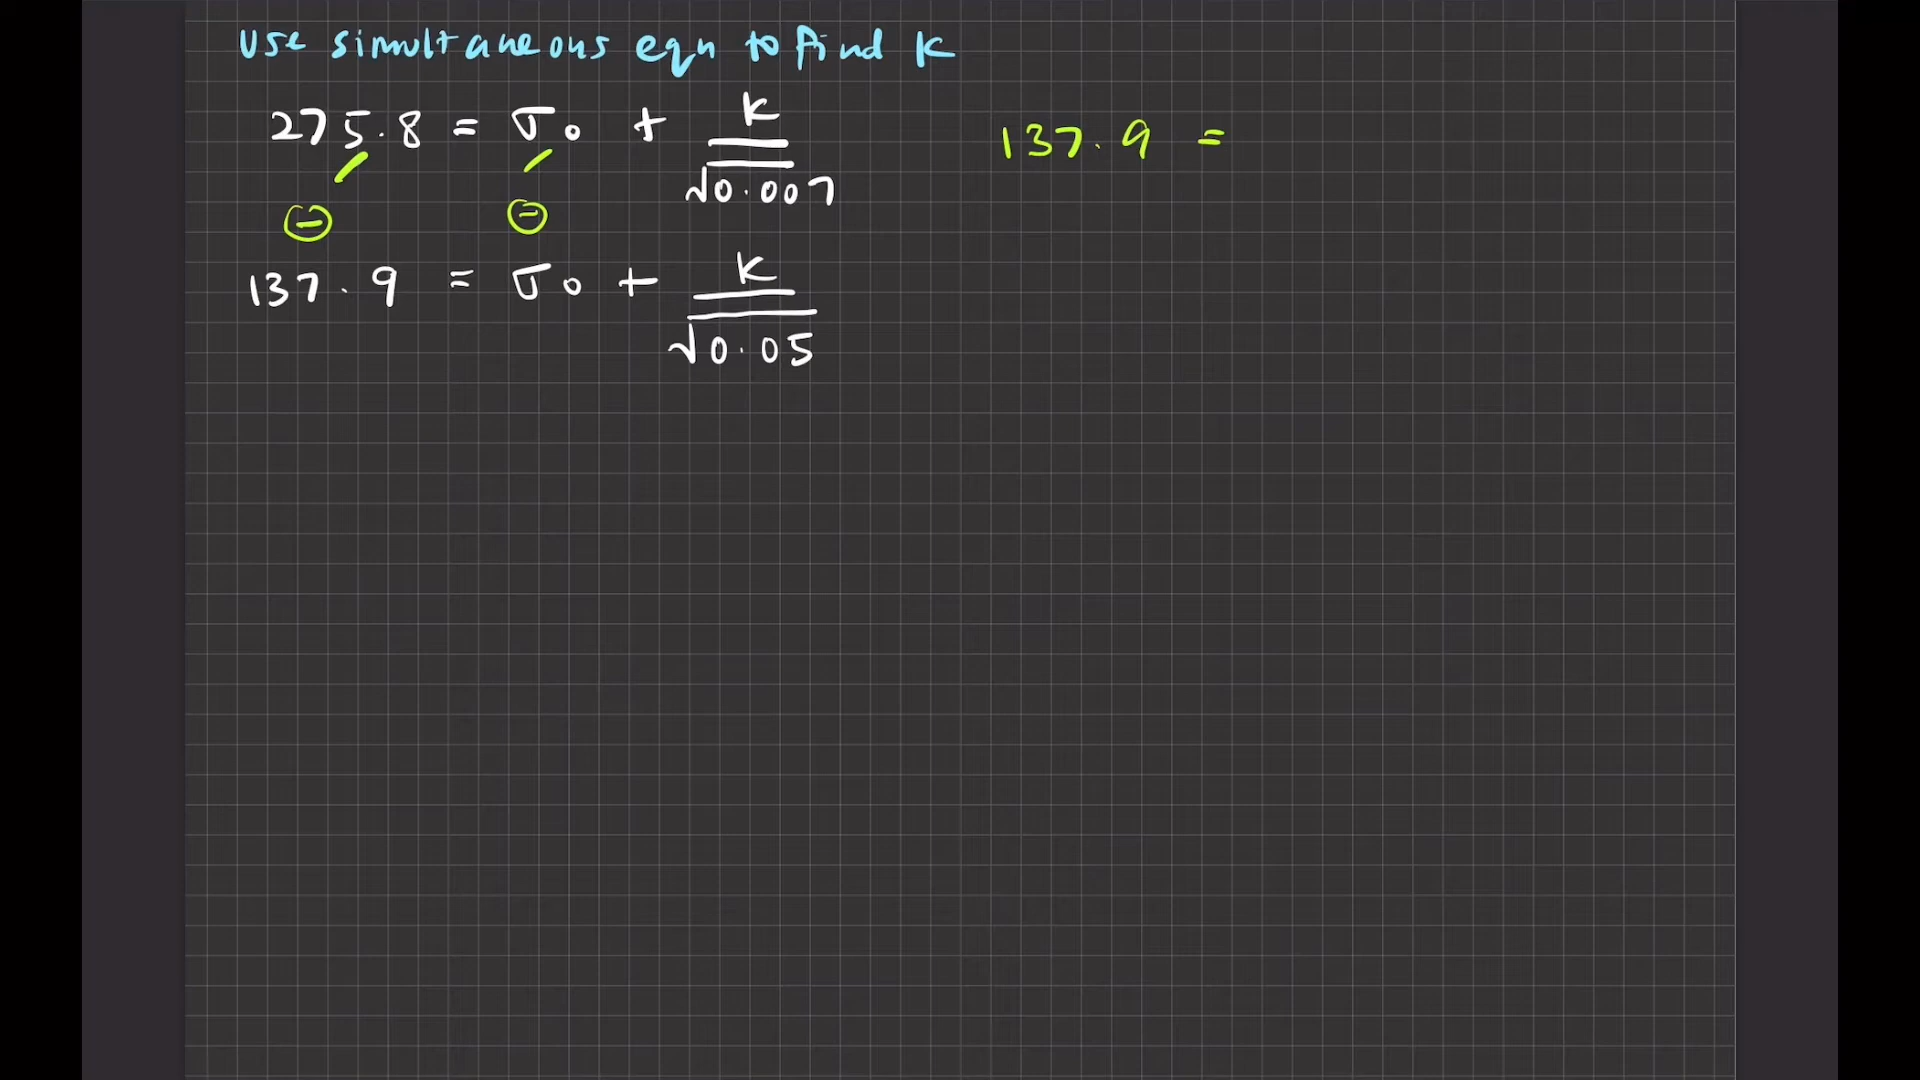 Use simultaneous eqn to find k
275.8 = σ₀ + k/√0.007
137.9 =
⊖ ⊖
137.9 = σ₀ + k/√0.05